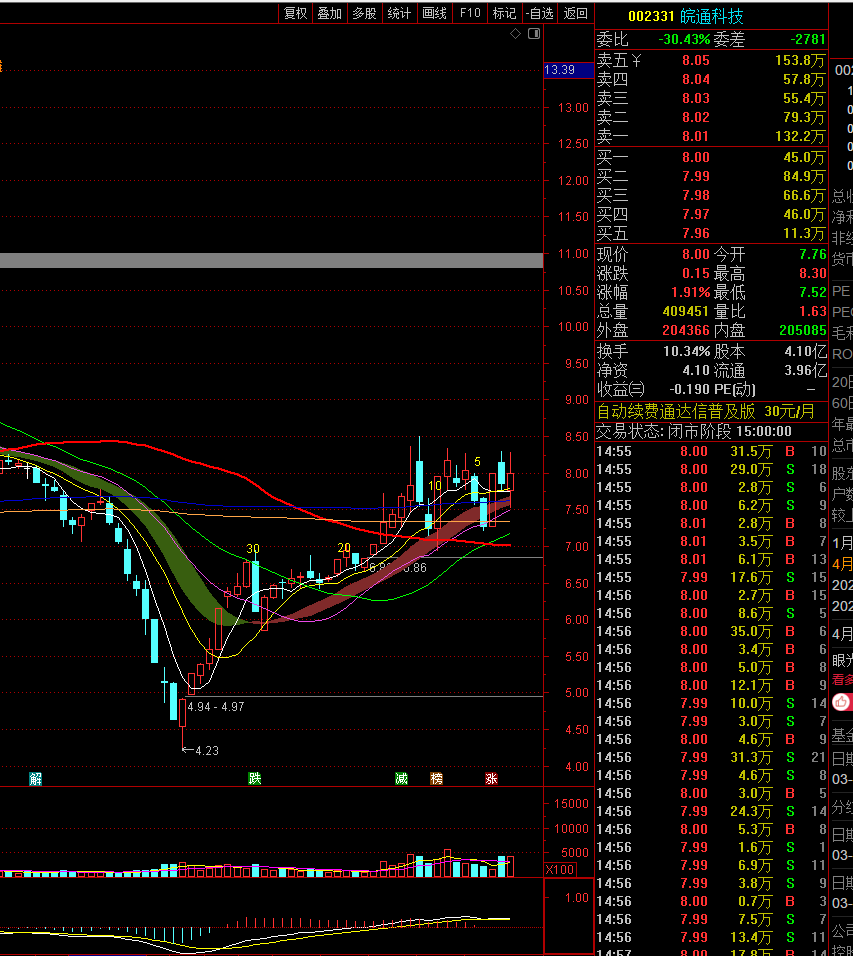 复权 叠加 多股 统计 画线 F10 标记 -自选 返回
002331 皖通科技
委比 -30.43% 委差 -2781
卖五 ¥ 8.05 153.8万
卖四 8.04 57.8万
卖三 8.03 55.4万
卖二 8.02 79.3万
卖一 8.01 132.2万
买一 8.00 45.0万
买二 7.99 84.9万
买三 7.98 66.6万
买四 7.97 46.0万
买五 7.96 11.3万
现价 8.00 今开 7.76
涨跌 0.15 最高 8.30
涨幅 1.91% 最低 7.52
总量 409451 量比 1.63
外盘 204366 内盘 205085
换手 10.34% 股本 4.10亿
净资 4.10 流通 3.96亿
收益㈢ -0.190 PE(动) —
自动续费通达信普及版 30元/月
交易状态: 闭市阶段 15:00:00
14:55 8.00 31.5万 B 10
14:55 8.00 29.0万 S 18
14:55 8.00 2.8万 S 6
14:55 8.00 6.2万 S 9
14:55 8.01 2.8万 B 8
14:55 8.01 3.5万 B 7
14:55 8.01 6.1万 B 13
14:55 7.99 17.6万 S 15
14:56 8.00 2.7万 B 15
14:56 8.00 8.6万 S 5
14:56 8.00 35.0万 B 6
14:56 8.00 3.4万 B 6
14:56 8.00 5.0万 B 8
14:56 8.00 12.1万 B 9
14:56 7.99 10.0万 S 14
14:56 7.99 3.0万 S 7
14:56 8.00 4.6万 B 9
14:56 7.99 31.3万 S 21
14:56 7.99 4.6万 S 8
14:56 8.00 3.0万 B 5
14:56 7.99 24.3万 S 14
14:56 8.00 5.3万 B 8
14:56 7.99 1.6万 S 1
14:56 7.99 6.9万 S 11
14:56 7.99 3.8万 S 9
14:56 8.00 0.7万 B 3
14:56 7.99 7.5万 S 7
14:56 7.99 13.4万 S 11
14:57 8.00 17.8万 B 14
13.39
13.00
12.50
12.00
11.50
11.00
10.50
10.00
9.50
9.00
8.50
8.00
7.50
7.00
6.50
6.00
5.50
5.00
4.50
4.00
5
10
20
30
4.94 - 4.97
4.23
解 跌 减 榜 涨
15000
10000
5000
X100
1.00
002
PE
RO
1月
4月
202
202
4月
眼光
看多
基金
日期
03-
分红
日期
03-
日期
03-
公司
控股